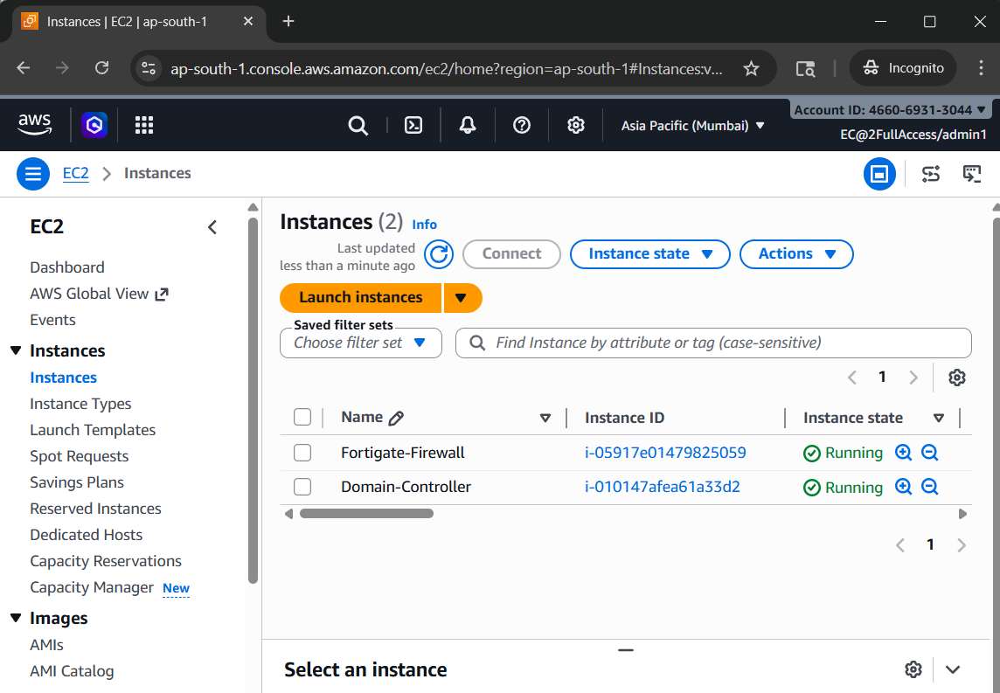 Instances | EC2 | ap-south-1
ap-south-1.console.aws.amazon.com/ec2/home?region=ap-south-1#Instances:v...
Incognito
aws
Asia Pacific (Mumbai)
Account ID: 4660-6931-3044
EC@2FullAccess/admin1
EC2 Instances
EC2
Dashboard
AWS Global View
Events
Instances
Instances
Instance Types
Launch Templates
Spot Requests
Savings Plans
Reserved Instances
Dedicated Hosts
Capacity Reservations
Capacity Manager New
Images
AMIs
AMI Catalog
Instances (2) Info
Last updated
less than a minute ago
Connect
Instance state
Actions
Launch instances
Saved filter sets
Choose filter set
Find Instance by attribute or tag (case-sensitive)
1
Name Instance ID Instance state
Fortigate-Firewall i-05917e01479825059 Running
Domain-Controller i-010147afea61a33d2 Running
1
Select an instance